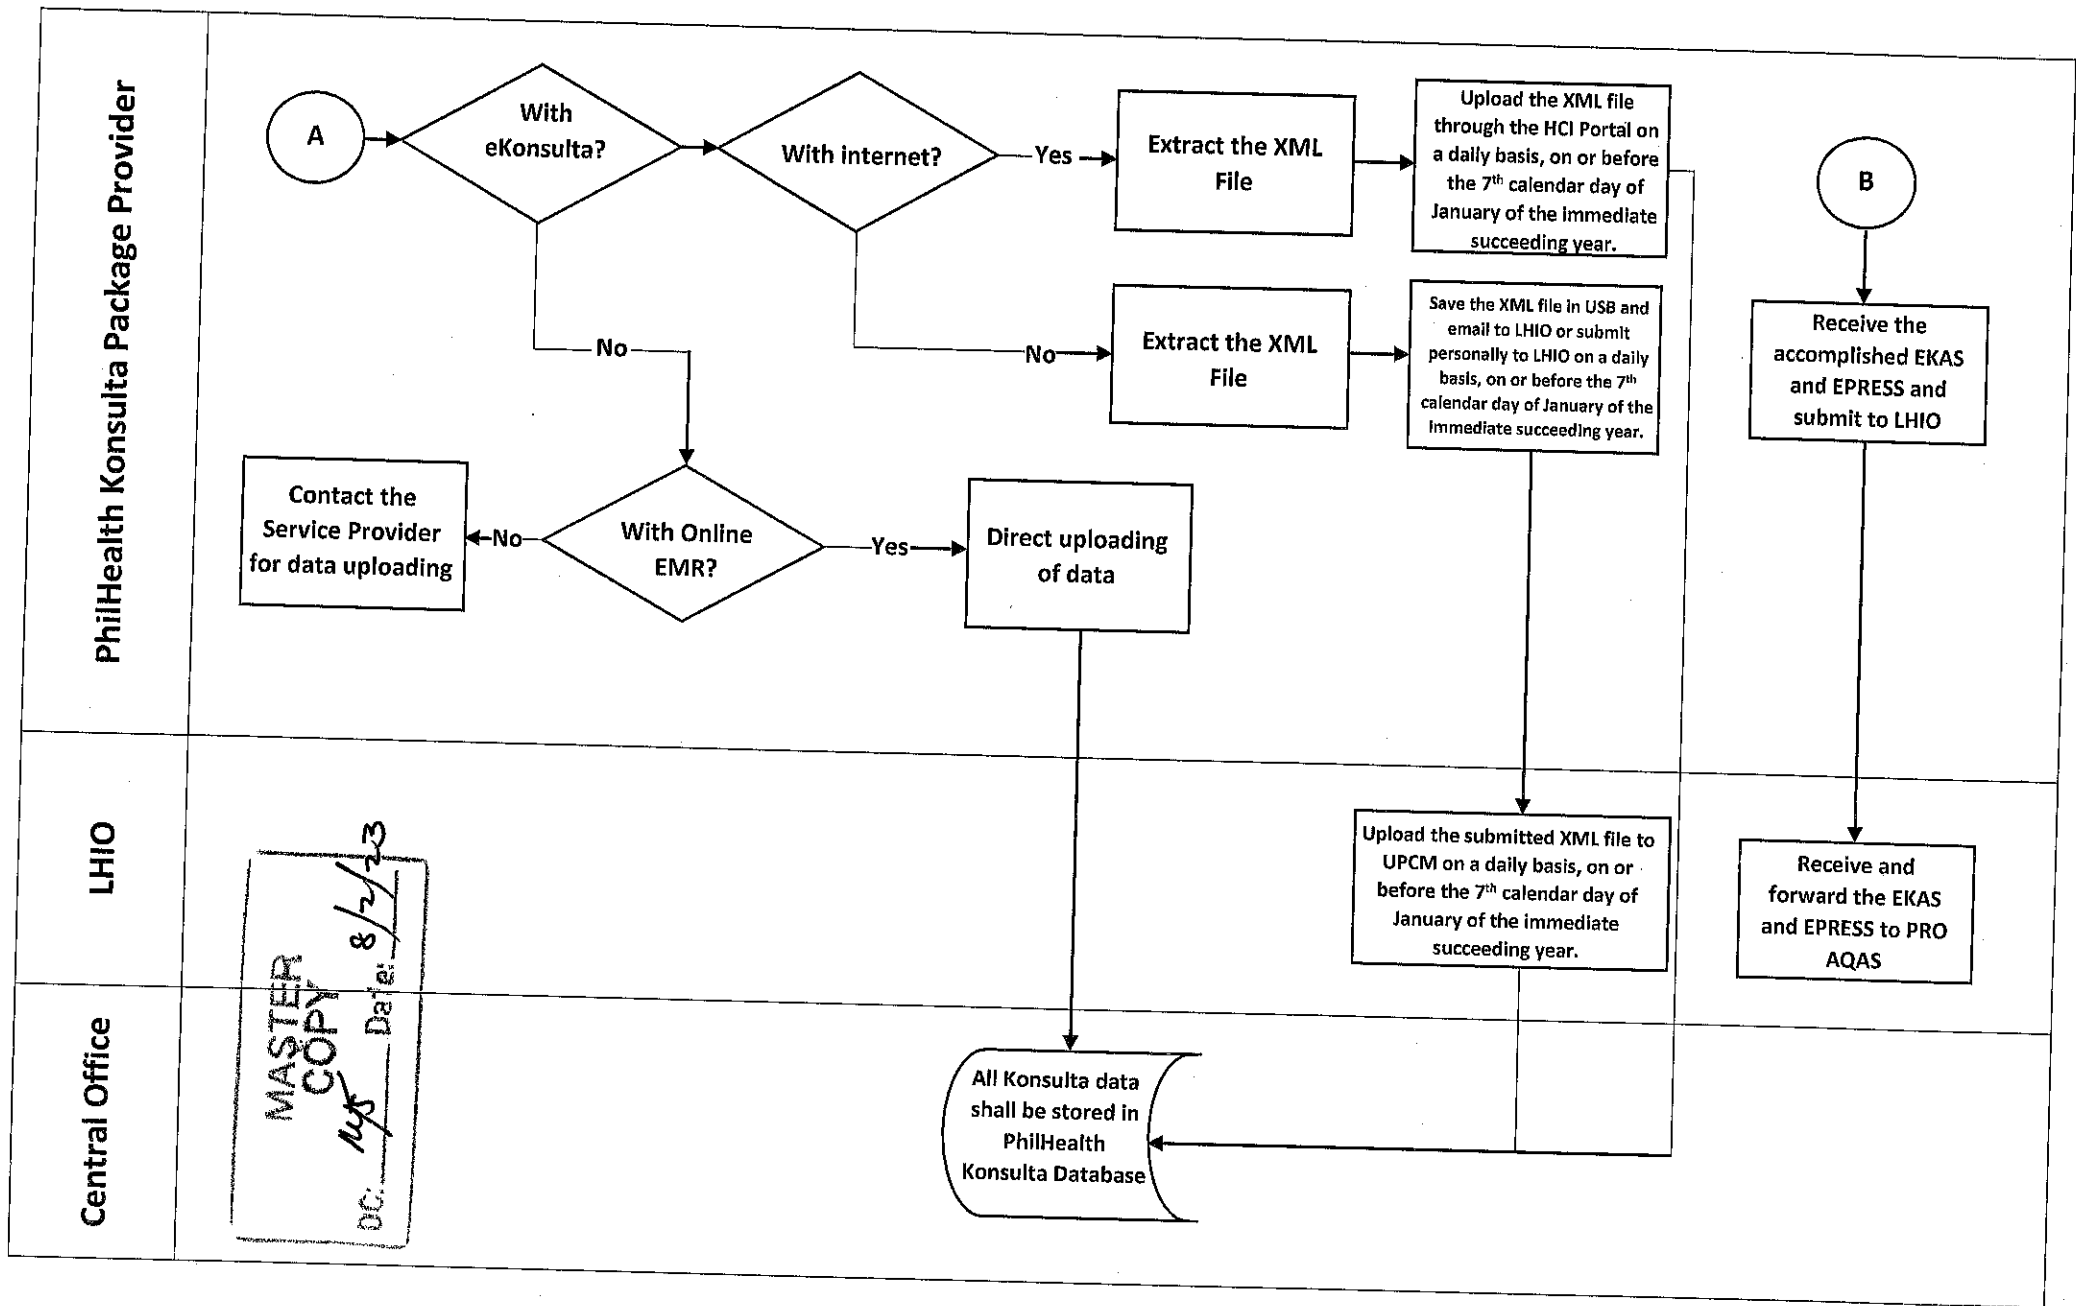 PhilHealth Konsulta Package Provider
A
With
eKonsulta?
With internet?
Yes
Extract the XML
File
Upload the XML file
through the HCI Portal on
a daily basis, on or before
the 7th calendar day of
January of the immediate
succeeding year.
B
No
No
Extract the XML
File
Save the XML file in USB and
email to LHIO or submit
personally to LHIO on a daily
basis, on or before the 7th
calendar day of January of the
immediate succeeding year.
Receive the
accomplished EKAS
and EPRESS and
submit to LHIO
Contact the
Service Provider
for data uploading
No
With Online
EMR?
Yes
Direct uploading
of data
LHIO
Upload the submitted XML file to
UPCM on a daily basis, on or
before the 7th calendar day of
January of the immediate
succeeding year.
Receive and
forward the EKAS
and EPRESS to PRO
AQAS
Central Office
All Konsulta data
shall be stored in
PhilHealth
Konsulta Database
MASTER
COPY
DC: Date: 8/21/23